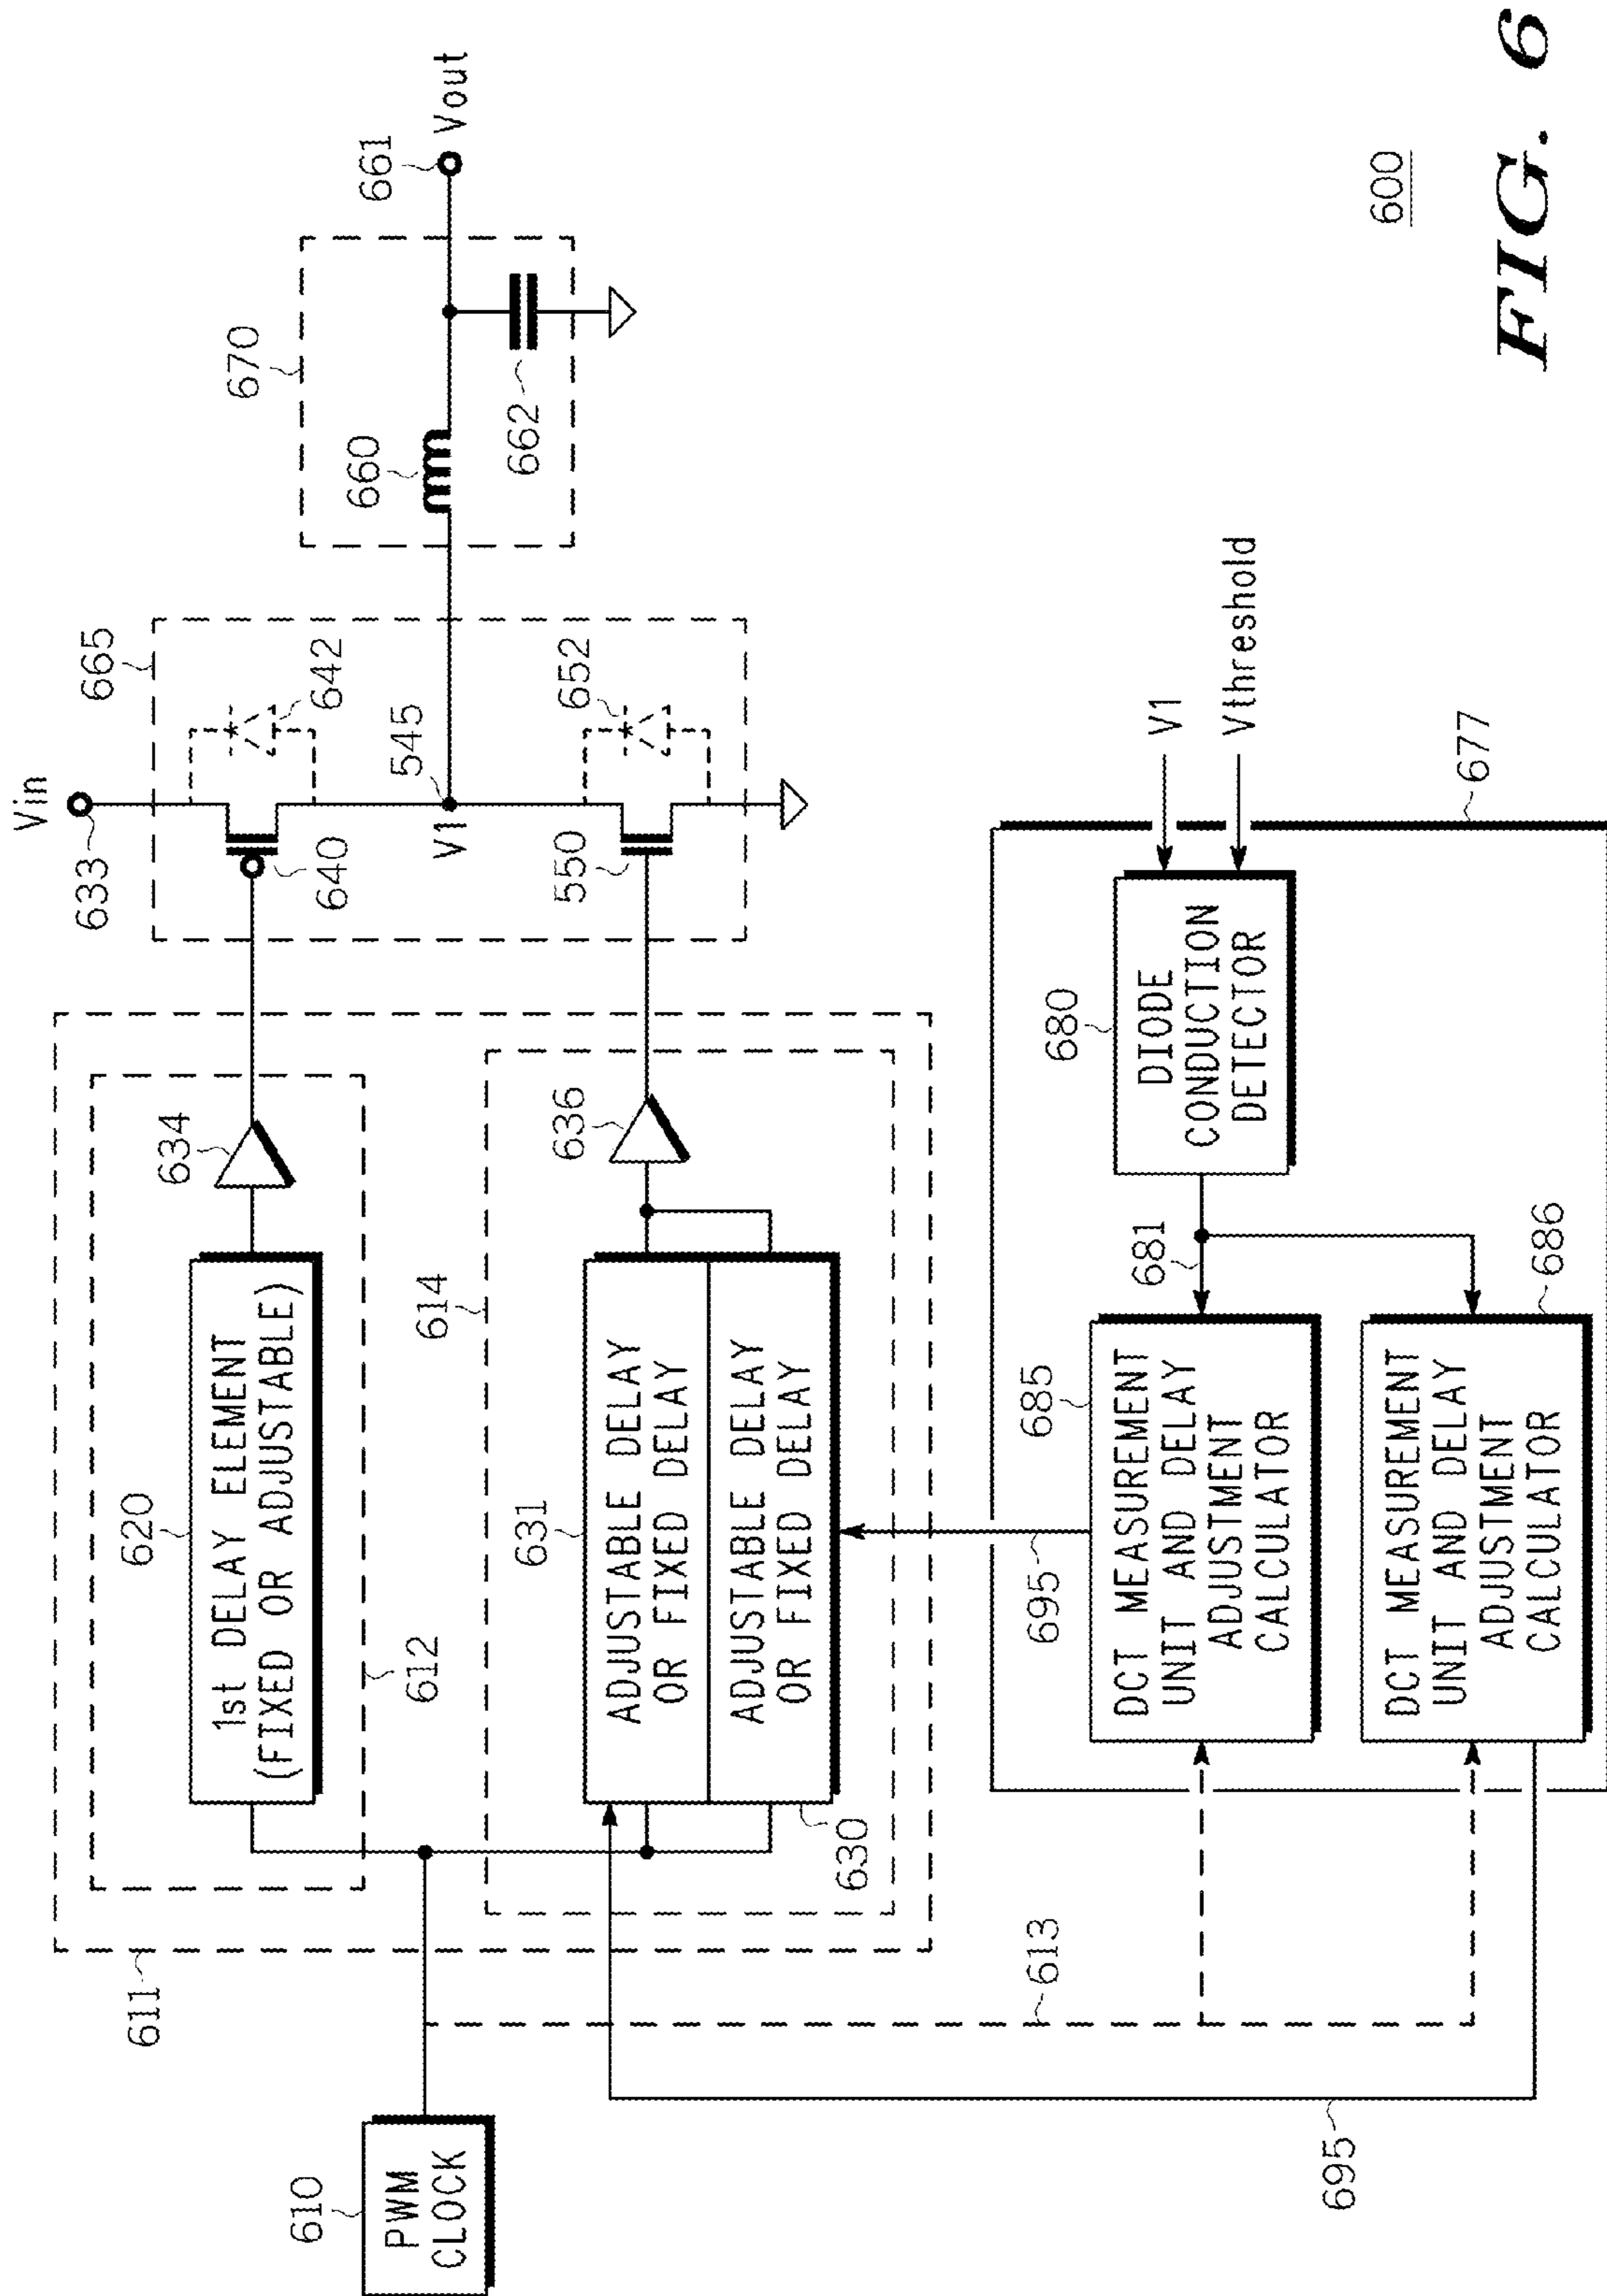 Vin
633
665
670
661
Vout
642
640
V1
545
660
662
550
652
611
620
1st DELAY ELEMENT
(FIXED OR ADJUSTABLE)
634
612
610
PWM
CLOCK
614
631
ADJUSTABLE DELAY
OR FIXED DELAY
ADJUSTABLE DELAY
OR FIXED DELAY
630
636
613
695
695
685
DCT MEASUREMENT
UNIT AND DELAY
ADJUSTMENT
CALCULATOR
681
680
DIODE
CONDUCTION
DETECTOR
V1
Vthreshold
677
DCT MEASUREMENT
UNIT AND DELAY
ADJUSTMENT
CALCULATOR
686
600
FIG. 6